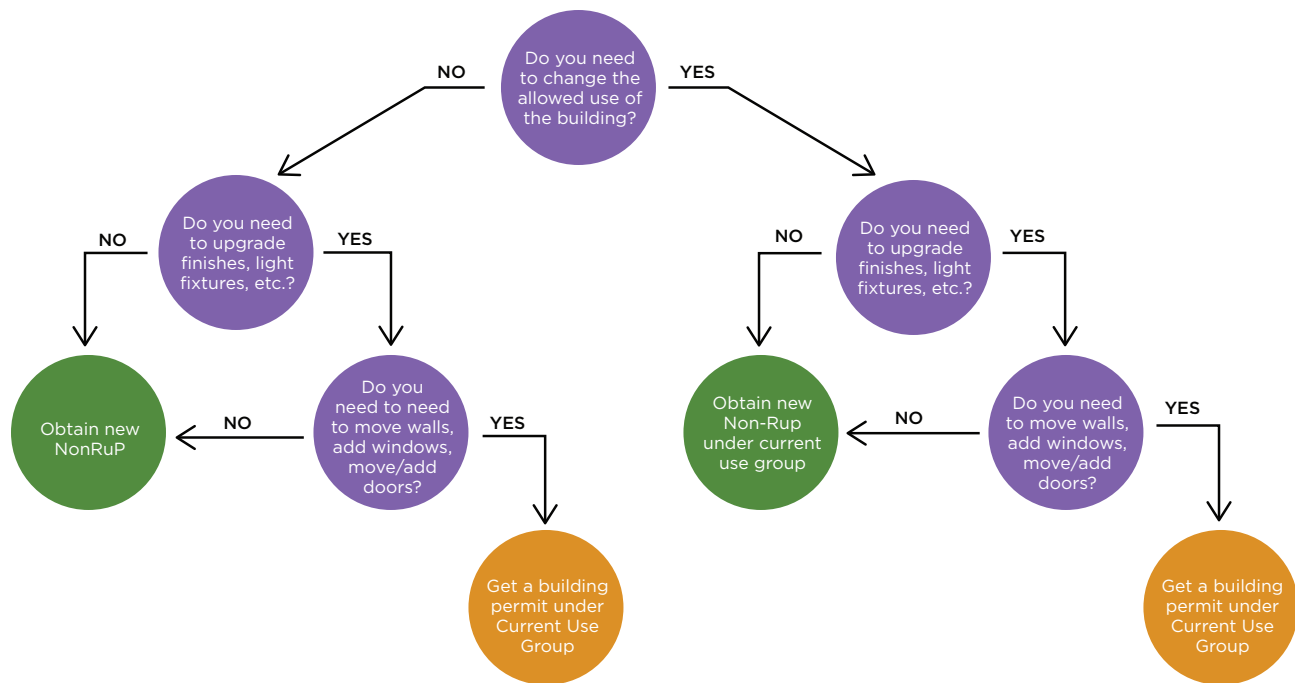 Do you need
to change the
allowed use of
the building?
NO
YES
Do you need
to upgrade
finishes, light
fixtures, etc.?
NO
YES
Obtain new
NonRuP
Do you
need to need
to move walls,
add windows,
move/add
doors?
NO
YES
Get a building
permit under
Current Use
Group
Do you need
to upgrade
finishes, light
fixtures, etc.?
NO
YES
Obtain new
Non-Rup
under current
use group
Do you need
to move walls,
add windows,
move/add
doors?
NO
YES
Get a building
permit under
Current Use
Group